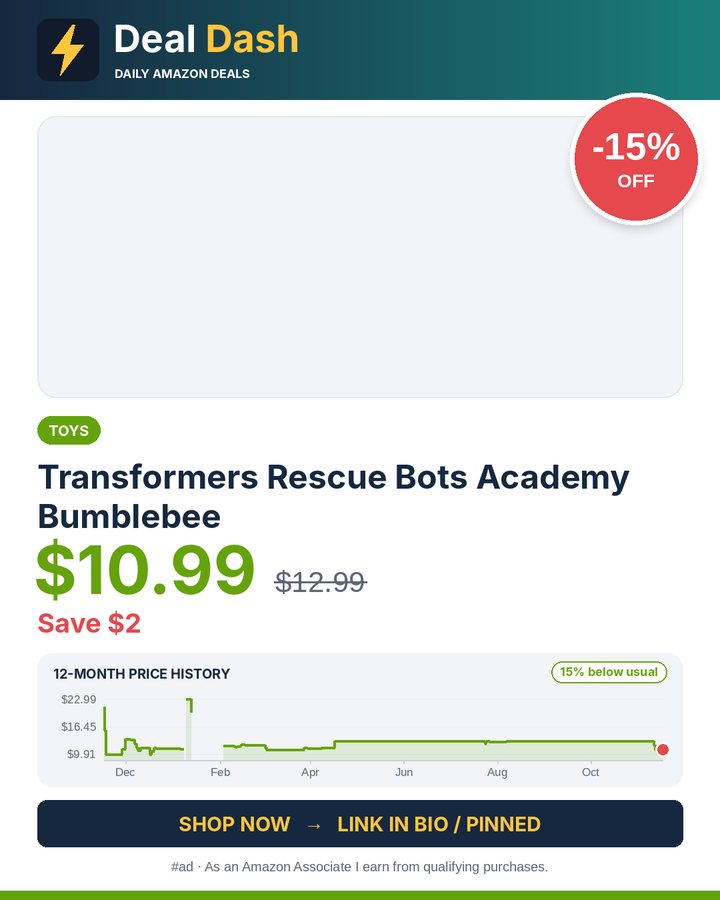 Deal Dash
DAILY AMAZON DEALS
-15%
OFF
TOYS
Transformers Rescue Bots Academy
Bumblebee
$10.99 $12.99
Save $2
12-MONTH PRICE HISTORY
15% below usual
$22.99
$16.45
$9.91
Dec Feb Apr Jun Aug Oct
SHOP NOW → LINK IN BIO / PINNED
#ad · As an Amazon Associate I earn from qualifying purchases.